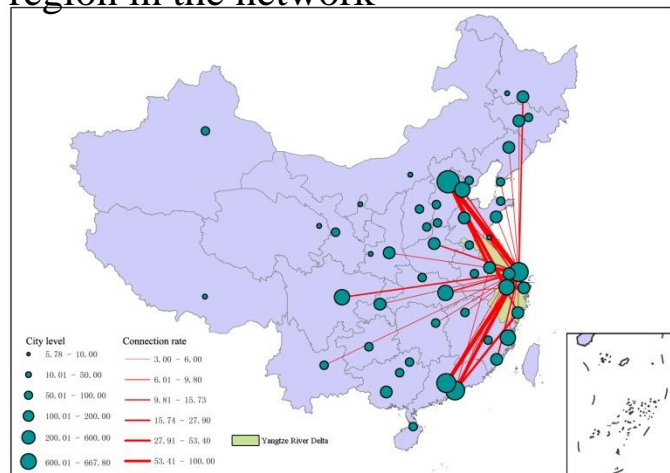 region in the network
City level
5.78 - 10.00
10.01 - 50.00
50.01 - 100.00
100.01 - 200.00
200.01 - 600.00
600.01 - 667.80
Connection rate
3.00 - 6.00
6.01 - 9.80
9.81 - 15.73
15.74 - 27.90
27.91 - 53.40
53.41 - 100.00
Yangtze River Delta